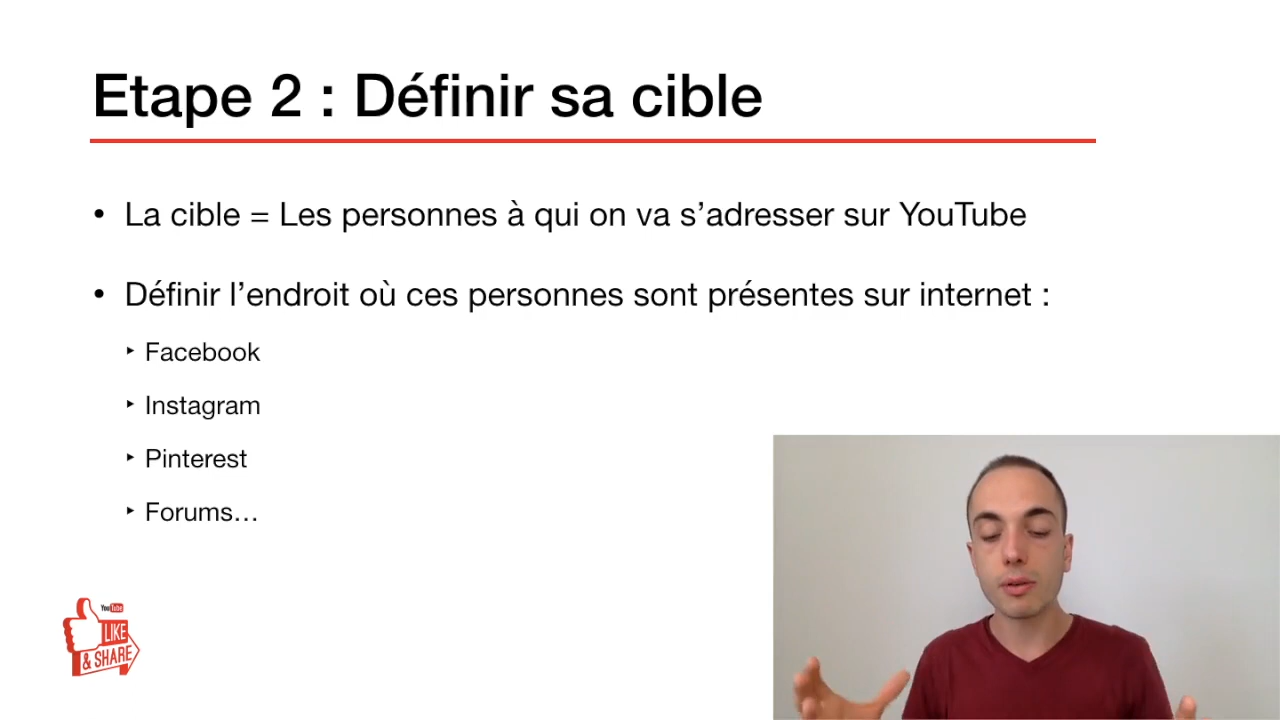 Etape 2 : Définir sa cible
• La cible = Les personnes à qui on va s’adresser sur YouTube
• Définir l’endroit où ces personnes sont présentes sur internet :
‣ Facebook
‣ Instagram
‣ Pinterest
‣ Forums…
YouTube
LIKE
& SHARE